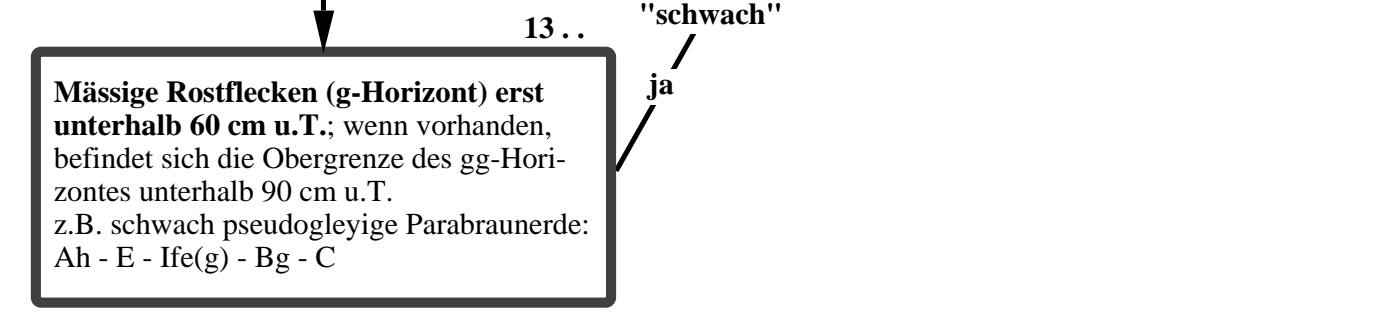 13 . .
"schwach"
ja
Mässige Rostflecken (g-Horizont) erst
unterhalb 60 cm u.T.; wenn vorhanden,
befindet sich die Obergrenze des gg-Hori-
zontes unterhalb 90 cm u.T.
z.B. schwach pseudogleyige Parabraunerde:
Ah - E - Ife(g) - Bg - C